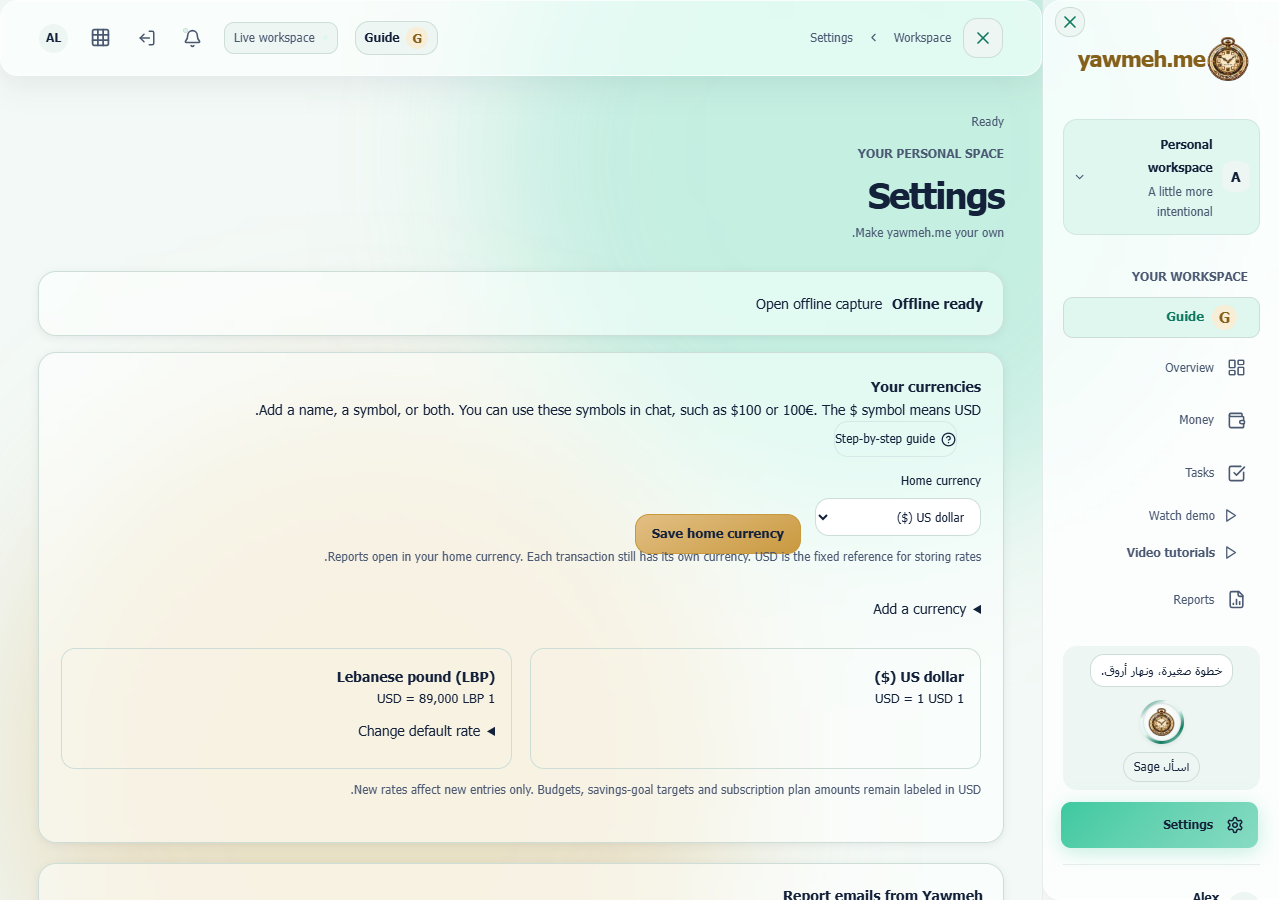 AL
Live workspace
Guide G
Settings < Workspace
yawmeh.me
Ready
YOUR PERSONAL SPACE
Settings
.Make yawmeh.me your own
Open offline capture Offline ready
Your currencies
.Add a name, a symbol, or both. You can use these symbols in chat, such as $100 or 100€. The $ symbol means USD
Step-by-step guide
Home currency
($) US dollar
Save home currency
.Reports open in your home currency. Each transaction still has its own currency. USD is the fixed reference for storing rates
Add a currency
($) US dollar
USD = 1 USD 1
Lebanese pound (LBP)
USD = 89,000 LBP 1
Change default rate
.New rates affect new entries only. Budgets, savings-goal targets and subscription plan amounts remain labeled in USD
Report emails from Yawmeh
Personal
workspace
A little more
intentional
A
YOUR WORKSPACE
Guide G
Overview
Money
Tasks
Watch demo
Video tutorials
Reports
خطوة صغيرة، ونهار أروق.
اسأل Sage
Settings
Alex